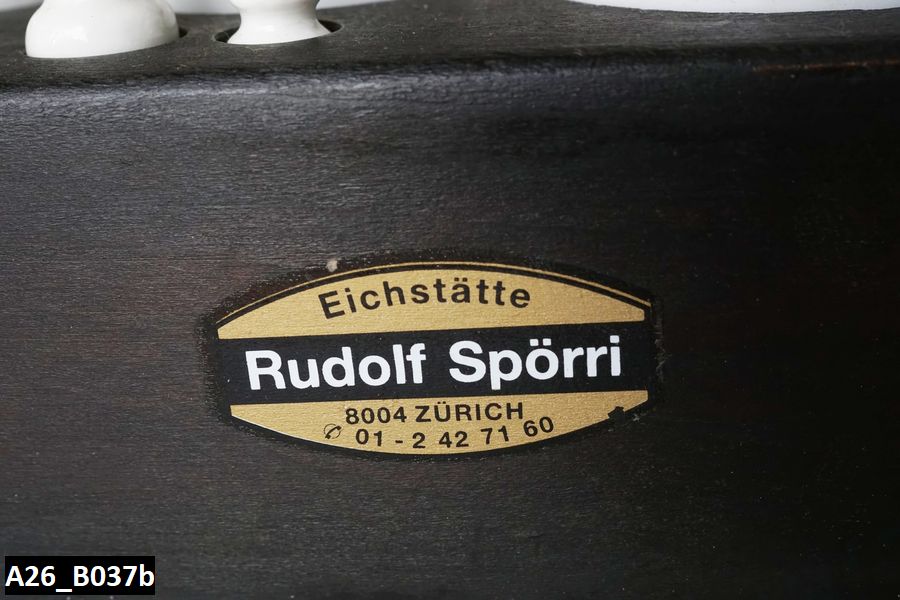 Eichstätte
Rudolf Spörri
8004 ZÜRICH
✆ 01 - 2 42 71 60
A26_B037b